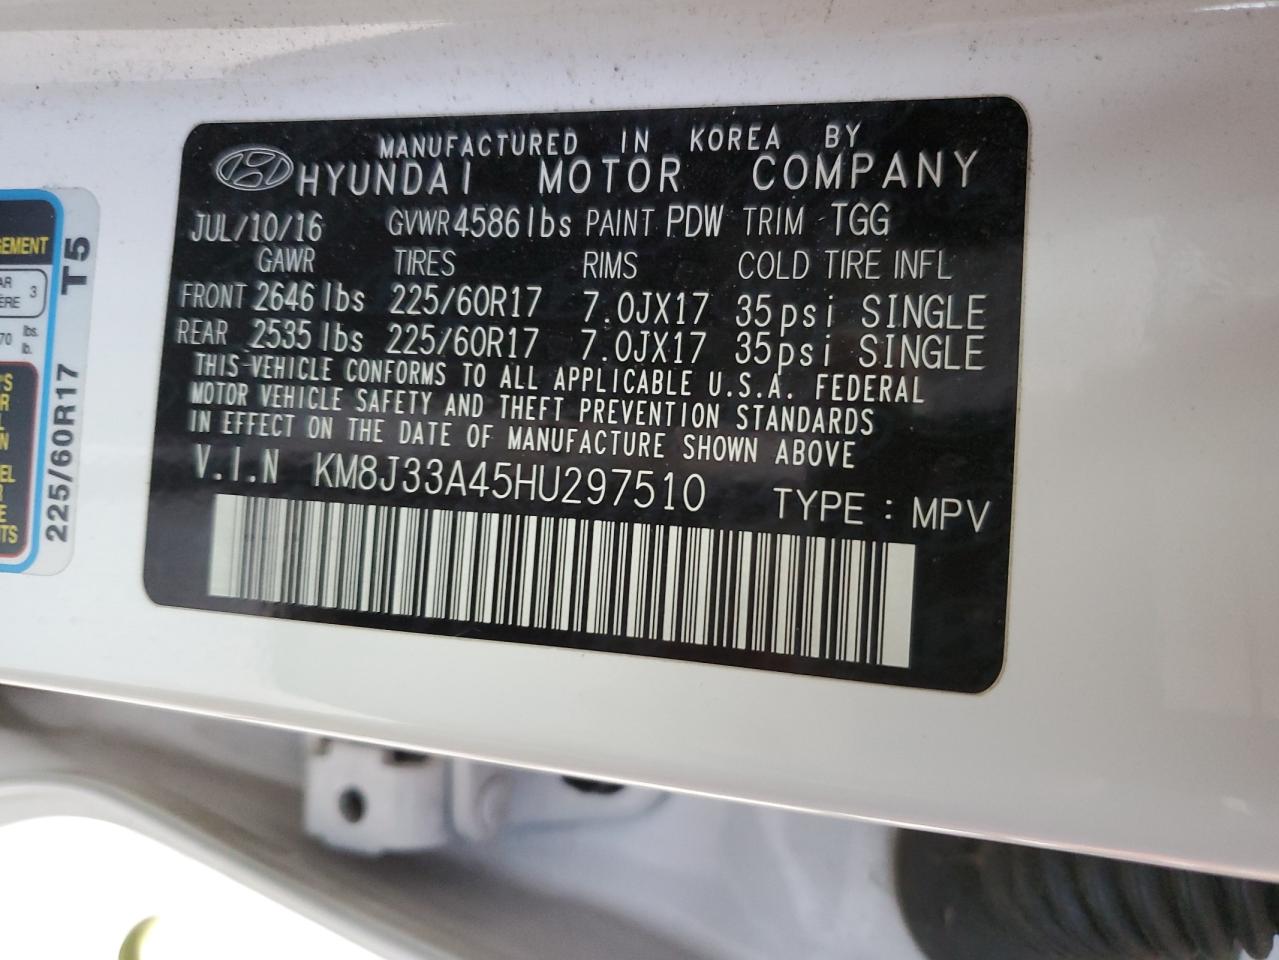 MANUFACTURED IN KOREA BY
HYUNDAI MOTOR COMPANY
JUL/10/16 GVWR 4586 lbs PAINT PDW TRIM TGG
GAWR TIRES RIMS COLD TIRE INFL
FRONT 2646 lbs 225/60R17 7.0JX17 35psi SINGLE
REAR 2535 lbs 225/60R17 7.0JX17 35psi SINGLE
THIS-VEHICLE CONFORMS TO ALL APPLICABLE U.S.A. FEDERAL
MOTOR VEHICLE SAFETY AND THEFT PREVENTION STANDARDS
IN EFFECT ON THE DATE OF MANUFACTURE SHOWN ABOVE
V.I.N KM8J33A45HU297510 TYPE : MPV
225/60R17 T5
3
lbs.
lb.